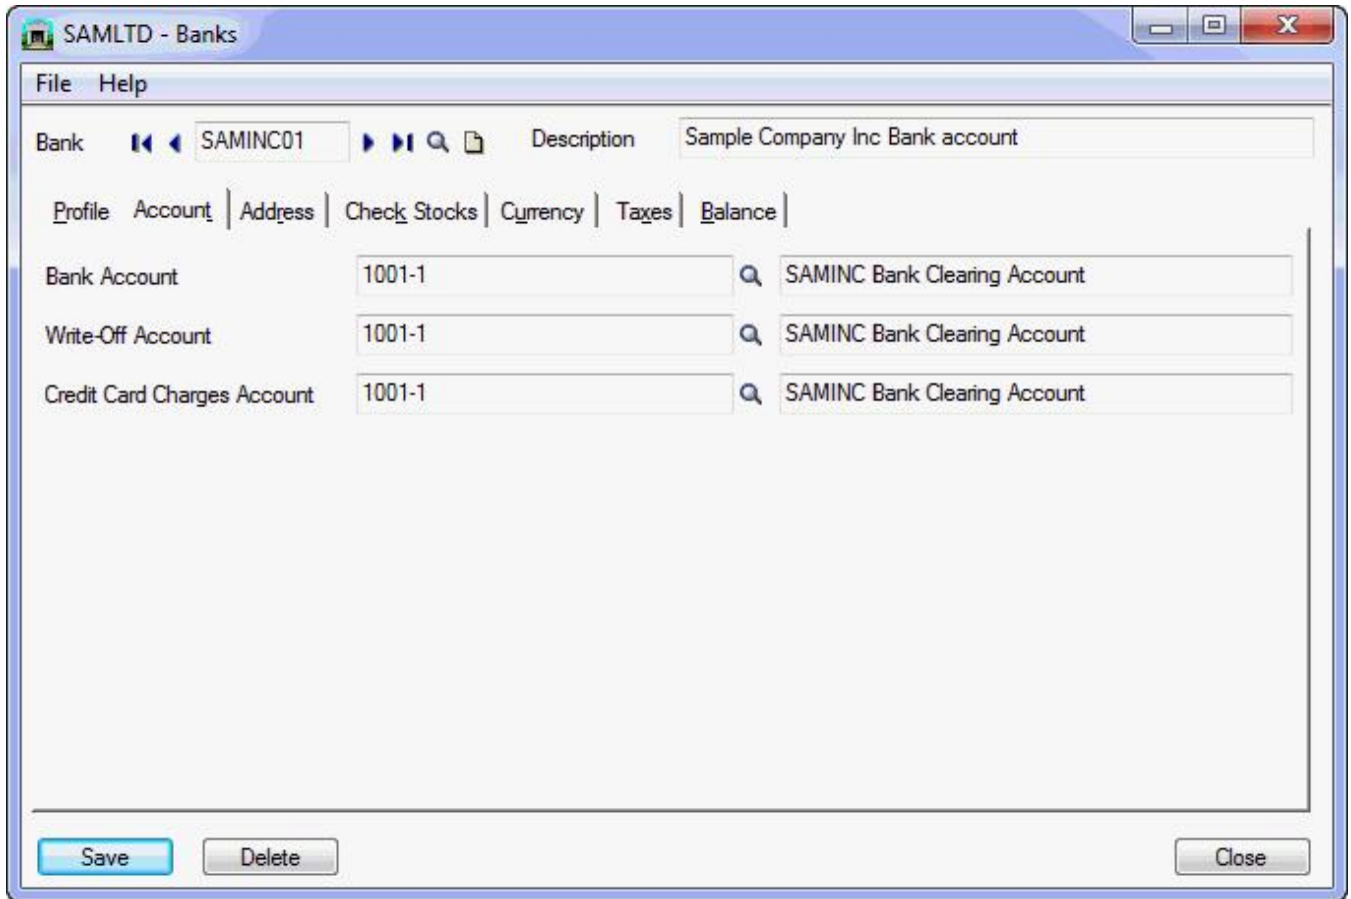 SAMLTD - Banks
File Help
Bank SAMINC01 Description Sample Company Inc Bank account
Profile Account Address Check Stocks Currency Taxes Balance
Bank Account 1001-1 SAMINC Bank Clearing Account
Write-Off Account 1001-1 SAMINC Bank Clearing Account
Credit Card Charges Account 1001-1 SAMINC Bank Clearing Account
Save Delete Close